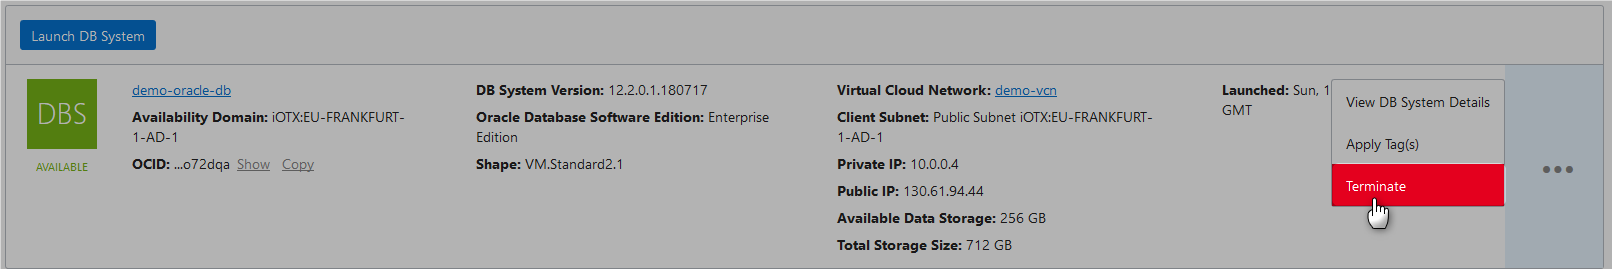 Launch DB System
DBS
AVAILABLE
demo-oracle-db
Availability Domain: iOTX:EU-FRANKFURT-
1-AD-1
OCID: ...o72dqa Show Copy
DB System Version: 12.2.0.1.180717
Oracle Database Software Edition: Enterprise
Edition
Shape: VM.Standard2.1
Virtual Cloud Network: demo-vcn
Client Subnet: Public Subnet iOTX:EU-FRANKFURT-
1-AD-1
Private IP: 10.0.0.4
Public IP: 130.61.94.44
Available Data Storage: 256 GB
Total Storage Size: 712 GB
Launched: Sun, 1
GMT
View DB System Details
Apply Tag(s)
Terminate